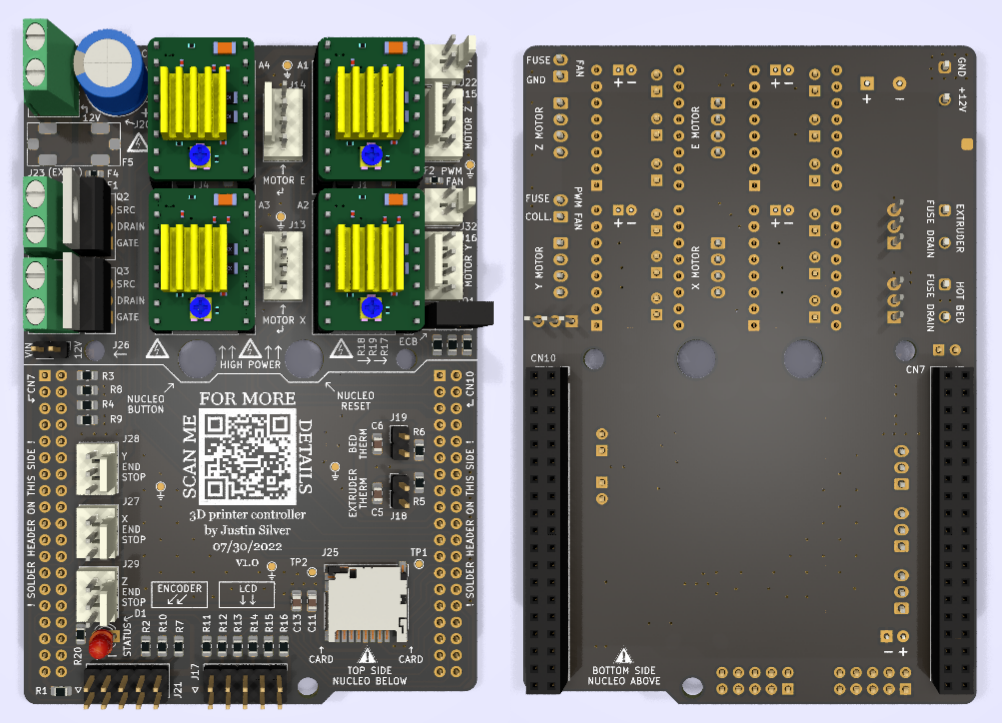 12V
J20
F5
J23 (EX
F4
F1
Q2
SRC
DRAIN
GATE
Q3
SRC
DRAIN
GATE
VIN
12V
J26
A4
A1
J14
MOTOR E
J4
J1
A3
A2
J13
MOTOR X
J22
J15
MOTOR Z
F2 PWM
FAN
J32
J16
MOTOR Y
ECB
R18
R19
R17
HIGH POWER
NUCLEO
BUTTON
NUCLEO
RESET
CN7
CN10
R3
R8
R4
R9
! SOLDER HEADER ON THIS SIDE !
! SOLDER HEADER ON THIS SIDE !
FOR MORE
SCAN ME
DETAILS
3D printer controller
by Justin Silver
07/30/2022
v1.0
J28
Y
END
STOP
J27
X
END
STOP
J29
Z
END
STOP
D1
STATUS
R20
C6
J19
R6
BED
THERM
EXTRUDER
THERM
C5
J18
R5
TP2
J25
TP1
ENCODER
LCD
R2
R10
R7
R11
R12
R13
R14
R15
R16
C13
C11
CARD
CARD
TOP SIDE
NUCLEO BELOW
R1
J21
J17
FUSE
GND
FAN
Z MOTOR
E MOTOR
+ -
+ -
+ -
GND
+12V
FUSE
COLL.
PWM
FAN
Y MOTOR
X MOTOR
+ -
+ -
EXTRUDER
FUSE DRAIN
HOT BED
FUSE DRAIN
CN10
CN7
- +
BOTTOM SIDE
NUCLEO ABOVE